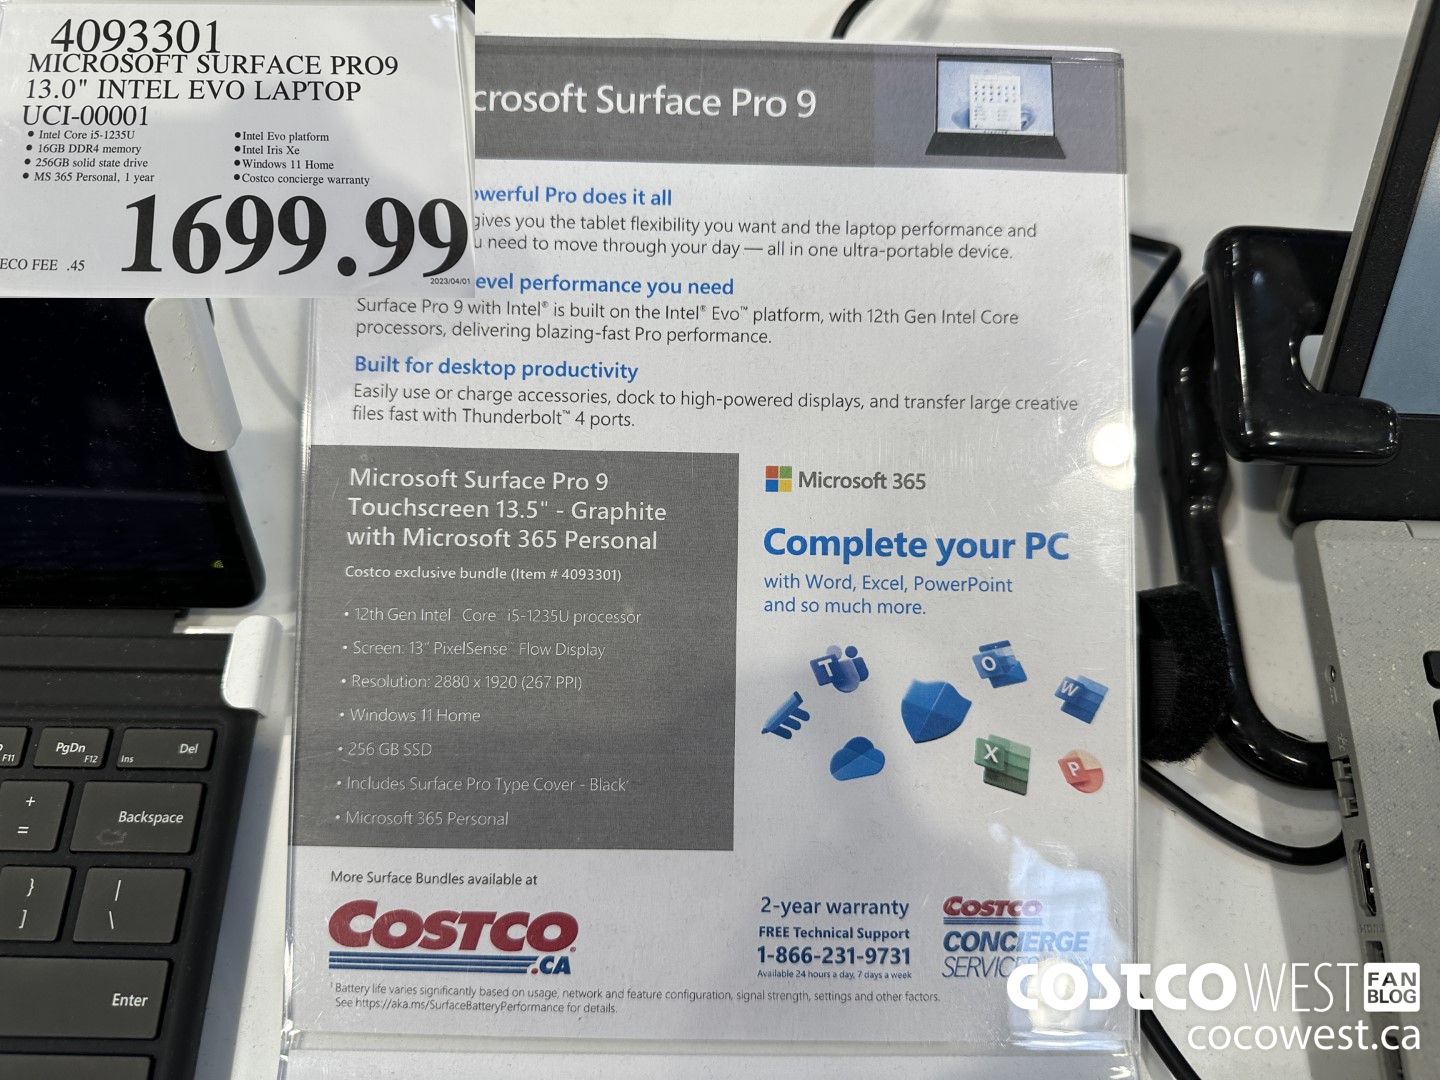 4093301
MICROSOFT SURFACE PRO9
13.0" INTEL EVO LAPTOP
UCI-00001
• Intel Core i5-1235U
• 16GB DDR4 memory
• 256GB solid state drive
• MS 365 Personal, 1 year
• Intel Evo platform
• Intel Iris Xe
• Windows 11 Home
• Costco concierge warranty
1699.99
ECO FEE .45
2023/04/01
crosoft Surface Pro 9
owerful Pro does it all
gives you the tablet flexibility you want and the laptop performance and
u need to move through your day — all in one ultra-portable device.
evel performance you need
Surface Pro 9 with Intel® is built on the Intel® Evo™ platform, with 12th Gen Intel Core
processors, delivering blazing-fast Pro performance.
Built for desktop productivity
Easily use or charge accessories, dock to high-powered displays, and transfer large creative
files fast with Thunderbolt™ 4 ports.
Microsoft Surface Pro 9
Touchscreen 13.5" - Graphite
with Microsoft 365 Personal
Costco exclusive bundle (Item # 4093301)
• 12th Gen Intel Core i5-1235U processor
• Screen: 13" PixelSense Flow Display
• Resolution: 2880 x 1920 (267 PPI)
• Windows 11 Home
• 256 GB SSD
• Includes Surface Pro Type Cover - Black
• Microsoft 365 Personal
Microsoft 365
Complete your PC
with Word, Excel, PowerPoint
and so much more.
T
O
W
X
P
More Surface Bundles available at
COSTCO
.CA
2-year warranty
FREE Technical Support
1-866-231-9731
Available 24 hours a day, 7 days a week
COSTCO
CONCIERGE
SERVICES
¹ Battery life varies significantly based on usage, network and feature configuration, signal strength, settings and other factors.
See https://aka.ms/SurfaceBatteryPerformance for details.
F11
PgDn
F12
Ins
Del
+
=
Backspace
}
]
|
\
Enter
COSTCO WEST FAN BLOG
cocowest.ca